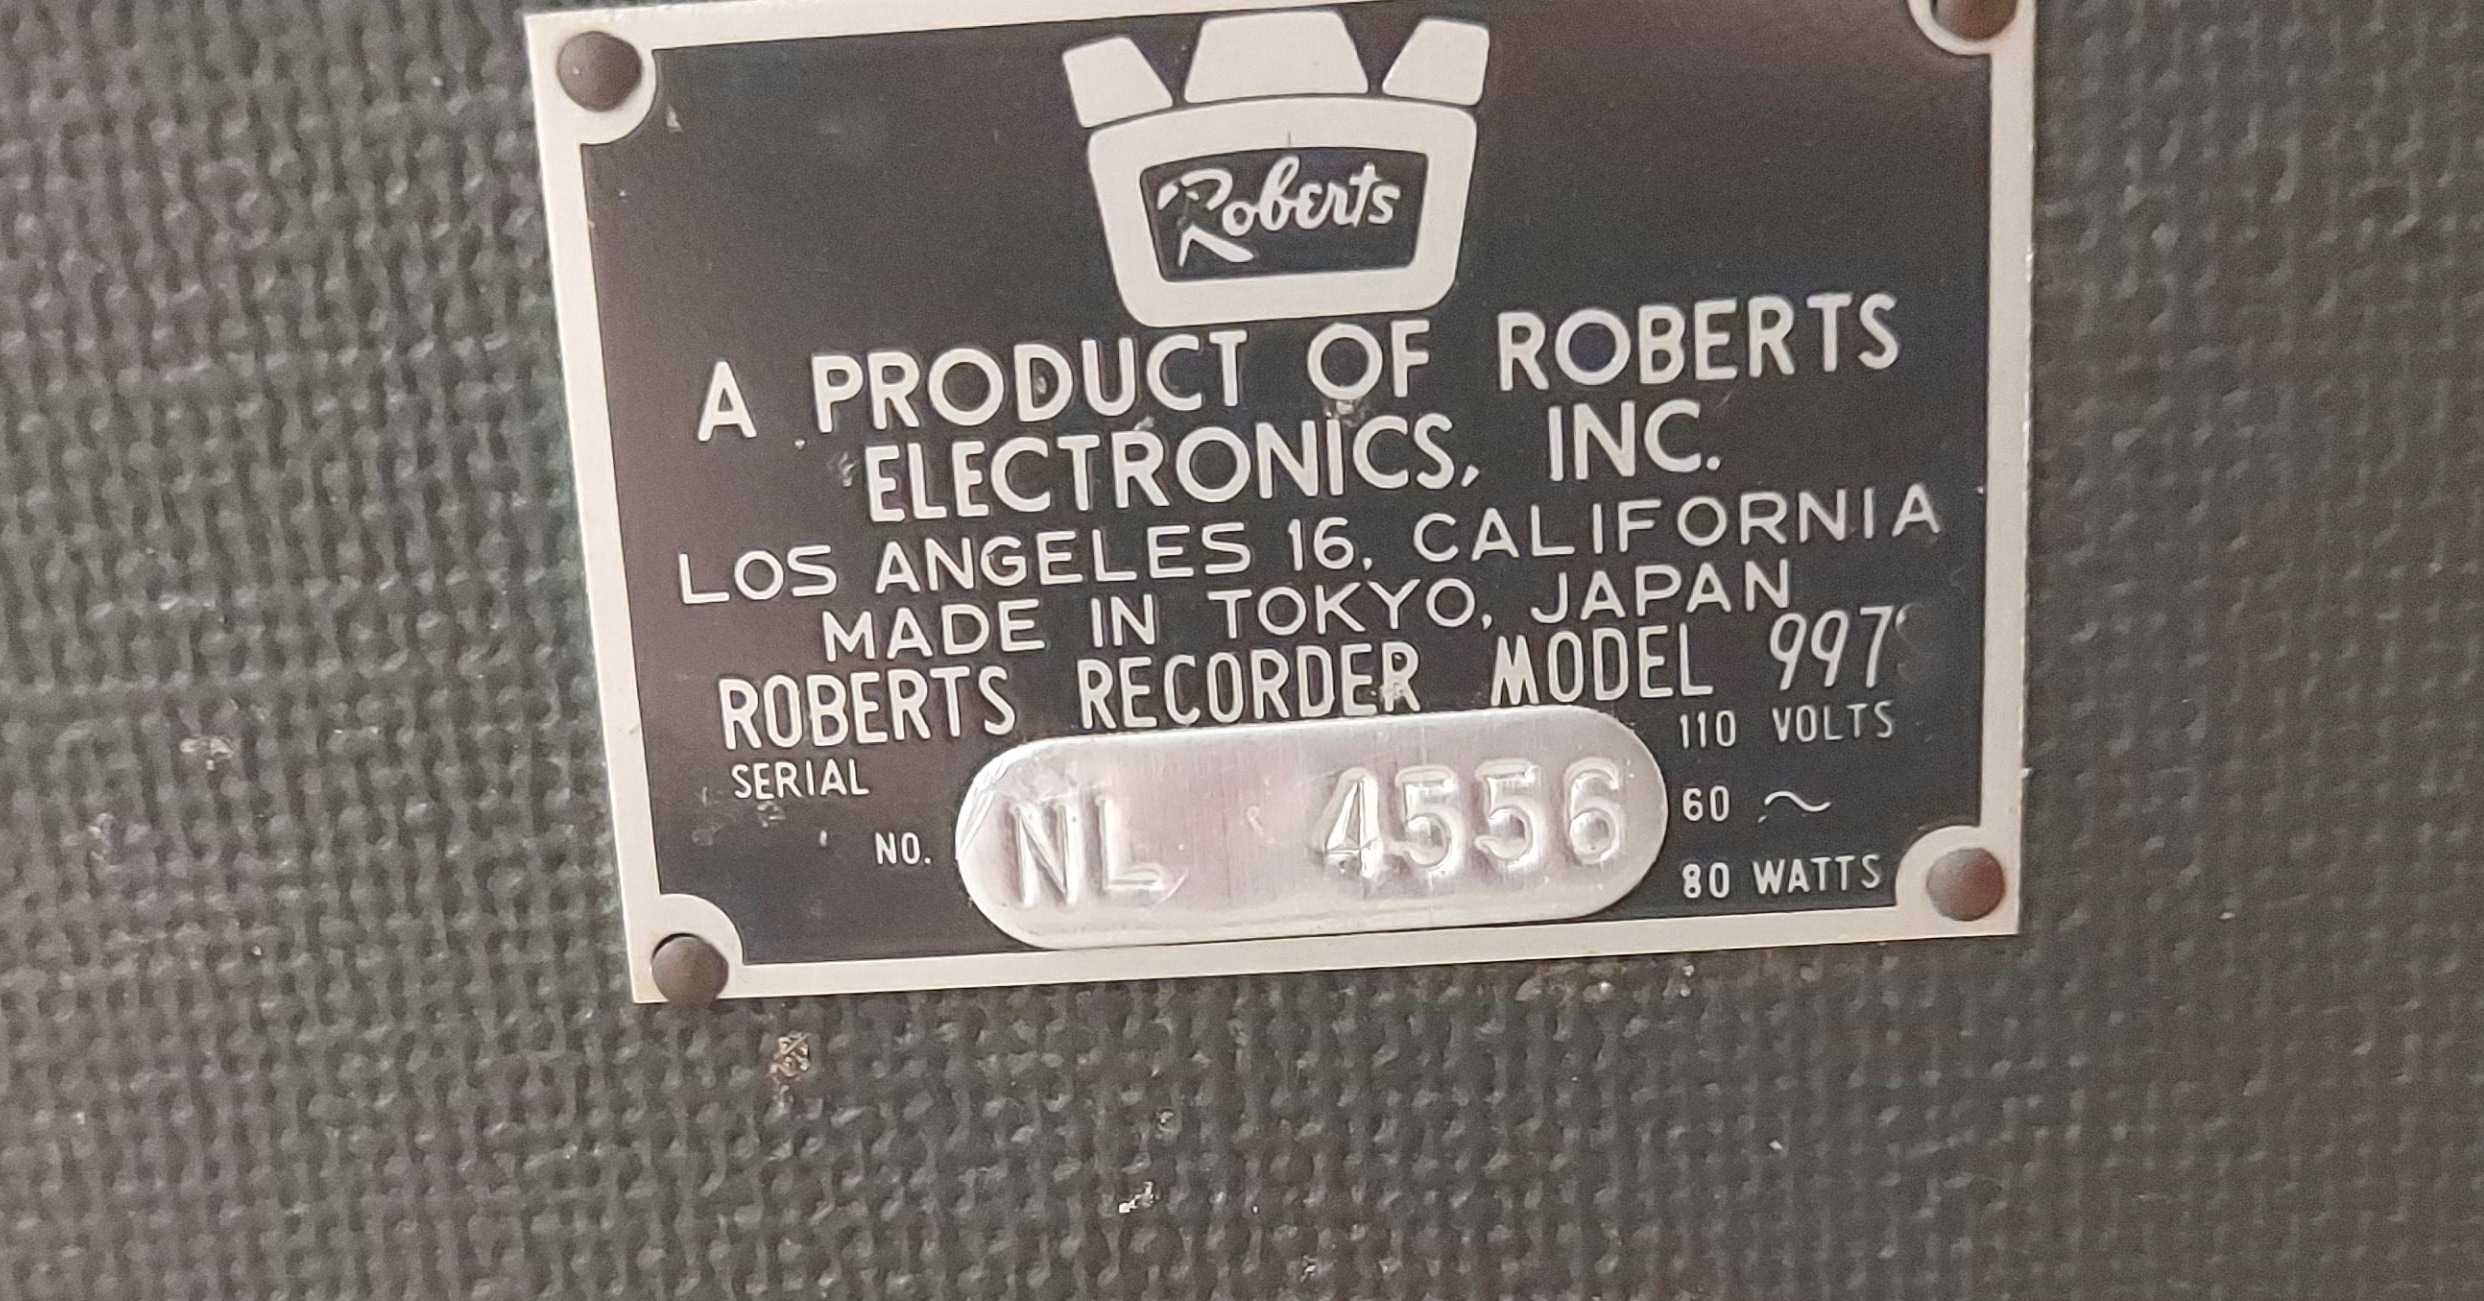 Roberts
A PRODUCT OF ROBERTS
ELECTRONICS, INC.
LOS ANGELES 16, CALIFORNIA
MADE IN TOKYO, JAPAN
ROBERTS RECORDER MODEL 997
SERIAL
NO. NL 4556
110 VOLTS
60 ~
80 WATTS